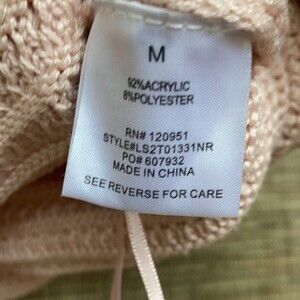 M
92%ACRYLIC
8%POLYESTER
RN# 120951
STYLE#LS2T01331NR
PO# 607932
MADE IN CHINA
SEE REVERSE FOR CARE